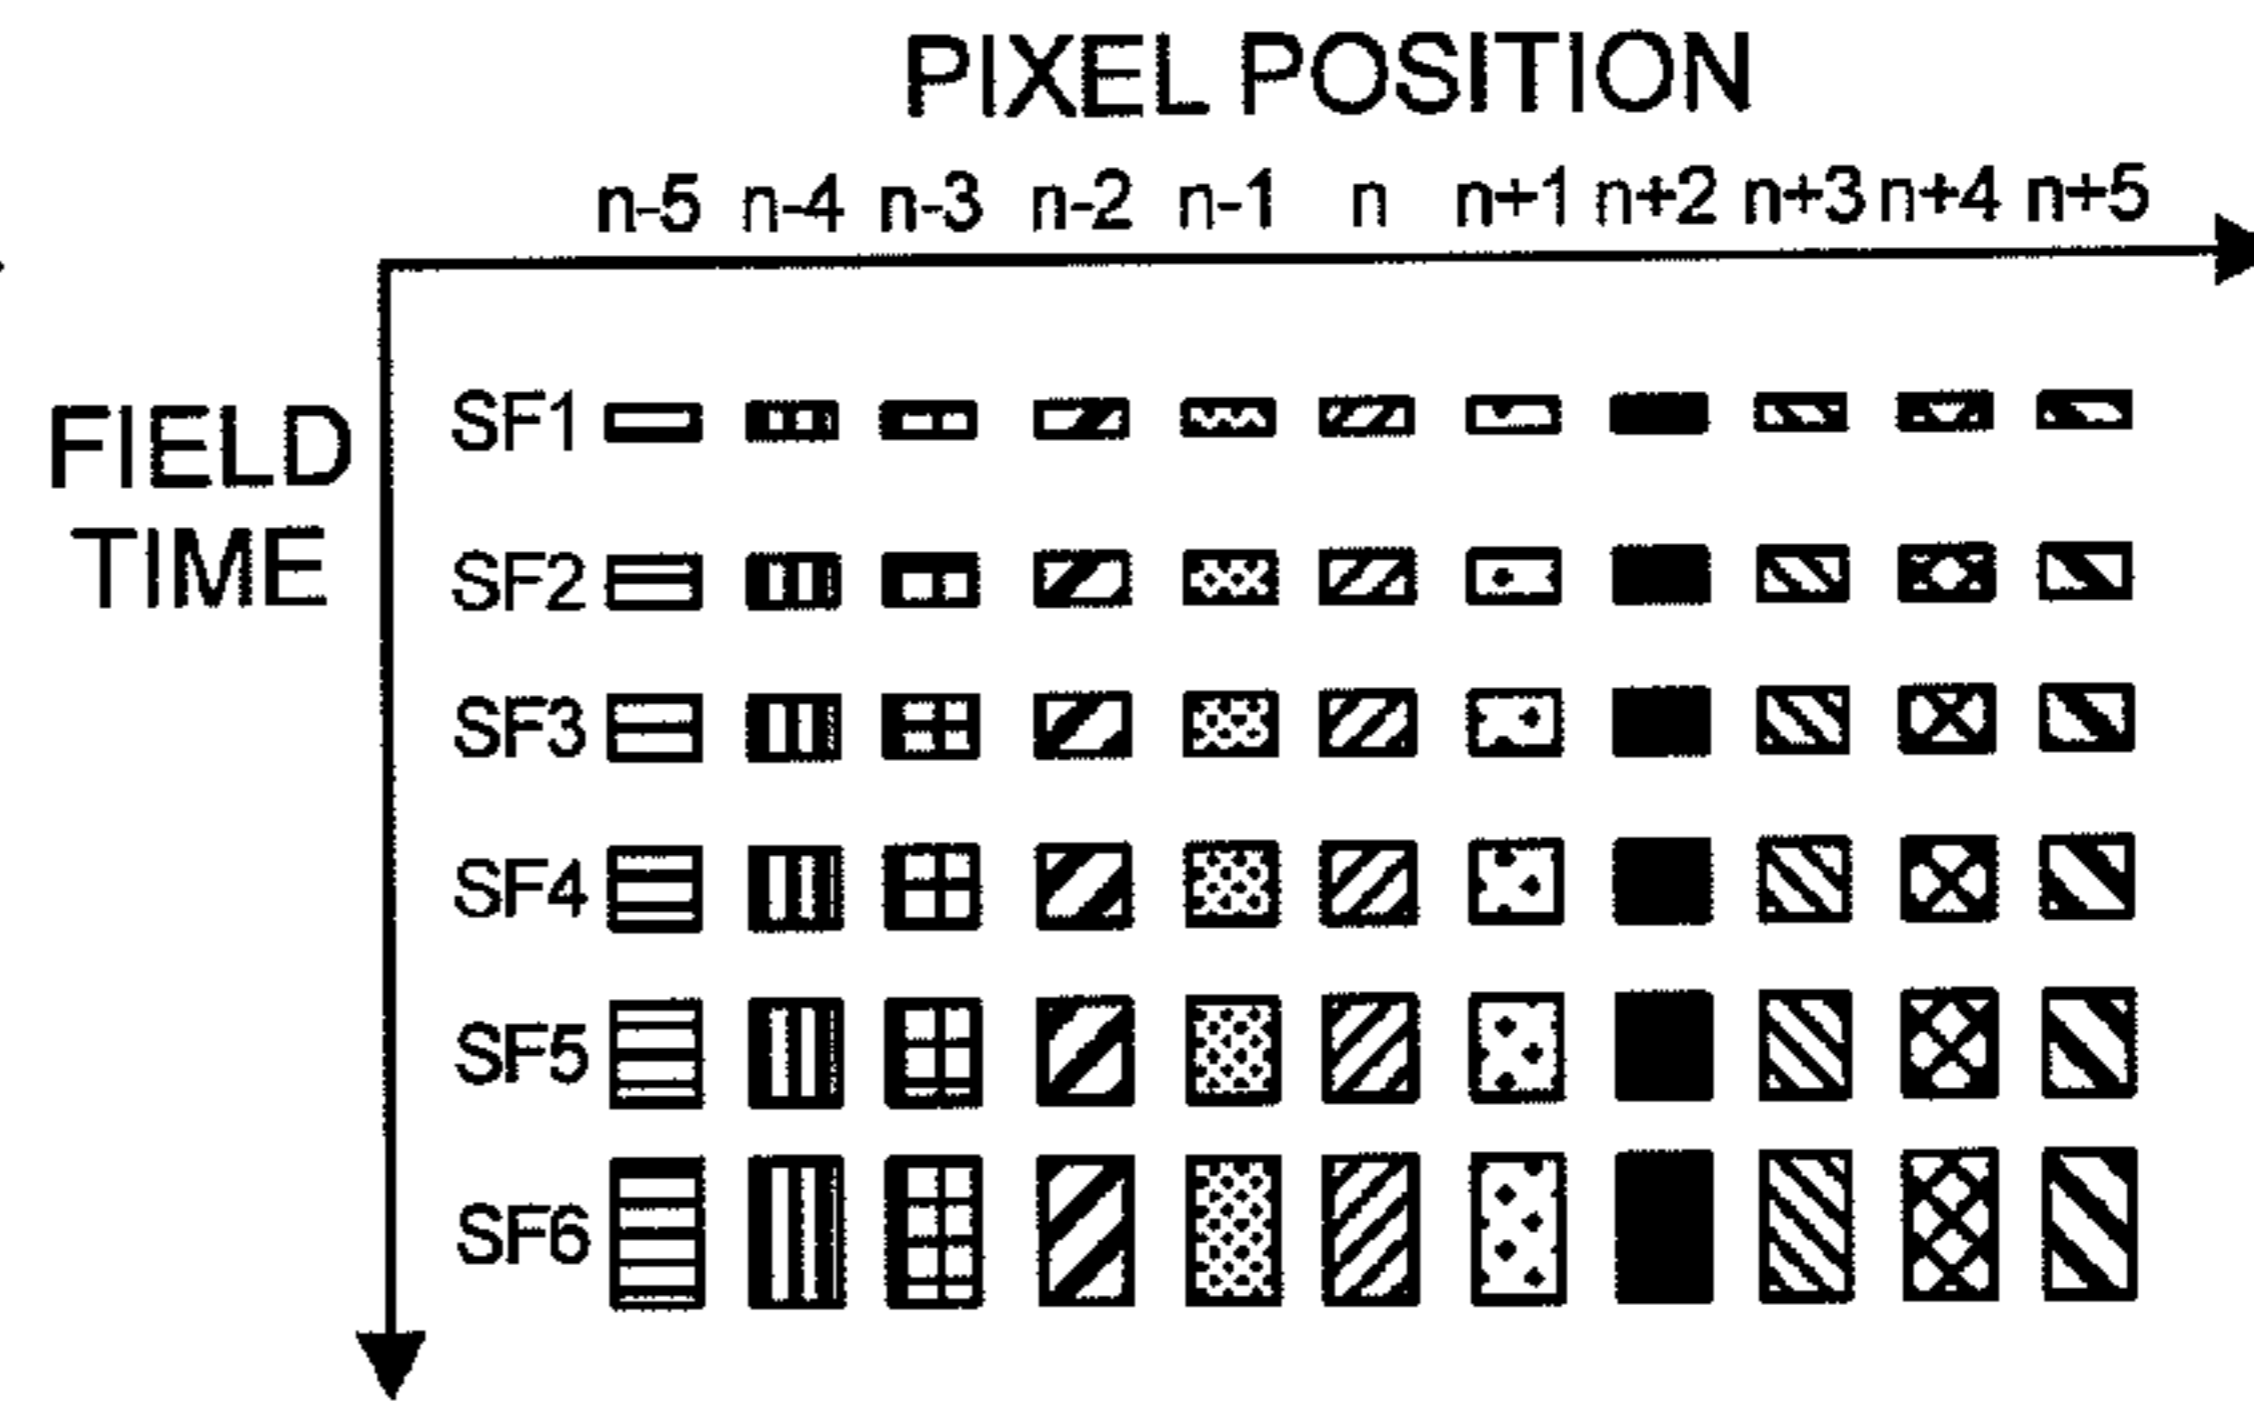 PIXEL POSITION
n-5 n-4 n-3 n-2 n-1 n n+1 n+2 n+3 n+4 n+5
FIELD
TIME
SF1
SF2
SF3
SF4
SF5
SF6